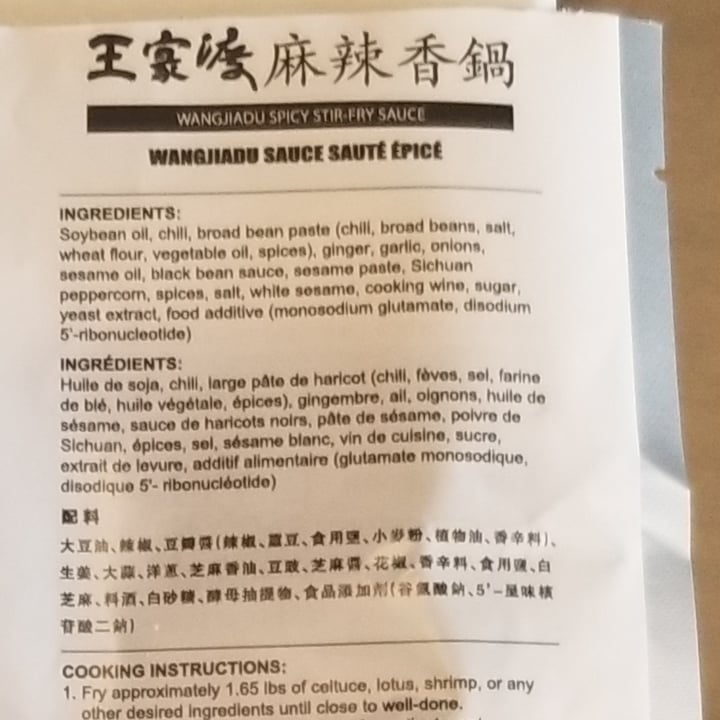 王家渡麻辣香鍋
WANGJIADU SPICY STIR-FRY SAUCE
WANGJIADU SAUCE SAUTÉ ÉPICÉ
INGREDIENTS:
Soybean oil, chili, broad bean paste (chili, broad beans, salt,
wheat flour, vegetable oil, spices), ginger, garlic, onions,
sesame oil, black bean sauce, sesame paste, Sichuan
peppercorn, spices, salt, white sesame, cooking wine, sugar,
yeast extract, food additive (monosodium glutamate, disodium
5'-ribonucleotide)
INGRÉDIENTS:
Huile de soja, chili, large pâte de haricot (chili, fèves, sel, farine
de blé, huile végétale, épices), gingembre, ail, oignons, huile de
sésame, sauce de haricots noirs, pâte de sésame, poivre de
Sichuan, épices, sel, sésame blanc, vin de cuisine, sucre,
extrait de levure, additif alimentaire (glutamate monosodique,
disodique 5'- ribonucléotide)
配料
大豆油、辣椒、豆瓣醬(辣椒、蠶豆、食用鹽、小麥粉、植物油、香辛料)、
生姜、大蒜、洋蔥、芝麻香油、豆豉、芝麻醬、花椒、香辛料、食用鹽、白
芝麻、料酒、白砂糖、酵母抽提物、食品添加劑(谷氨酸鈉、5'-呈味核
苷酸二鈉)
COOKING INSTRUCTIONS:
1. Fry approximately 1.65 lbs of celtuce, lotus, shrimp, or any
other desired ingredients until close to well-done.